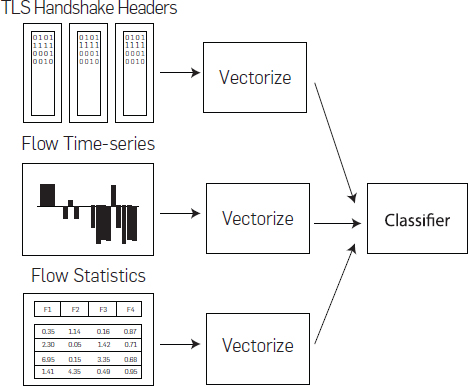 TLS Handshake Headers
0101 0101 0101
1111 1111 1111
0001 0001 0001
0010 0010 0010
Vectorize
Flow Time-series
Vectorize
Classifier
Flow Statistics
F1 F2 F3 F4
0.35 1.14 0.16 0.87
2.30 0.05 1.42 0.71
6.95 0.15 3.35 0.68
1.41 4.35 0.49 0.95
Vectorize